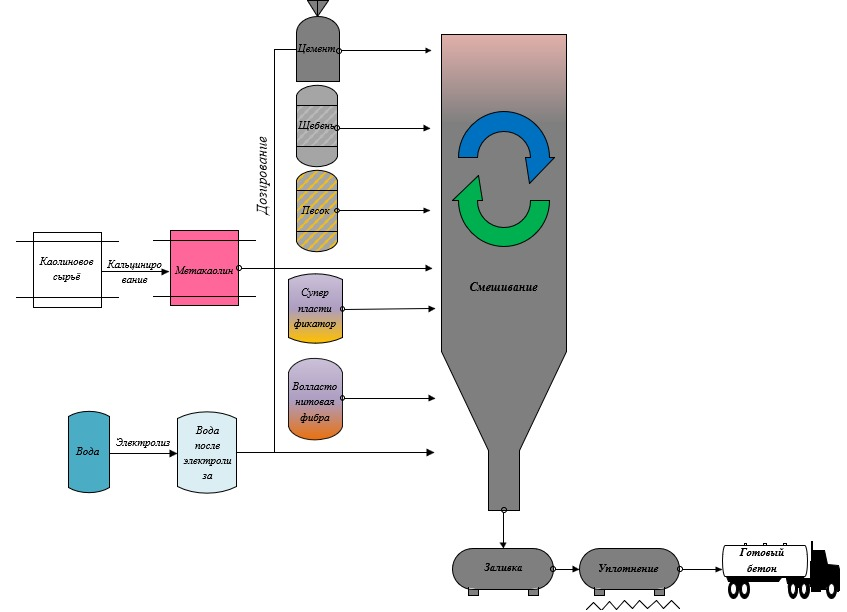 Цемент
Щебень
Дозирование
Песок
Каолиновое
сырьё
Кальциниро
вание
Метакаолин
Супер
пласти
фикатор
Смешивание
Волласто
нитовая
фибра
Вода
Электролиз
Вода
после
электроли
за
Заливка
Уплотнение
Готовый
бетон